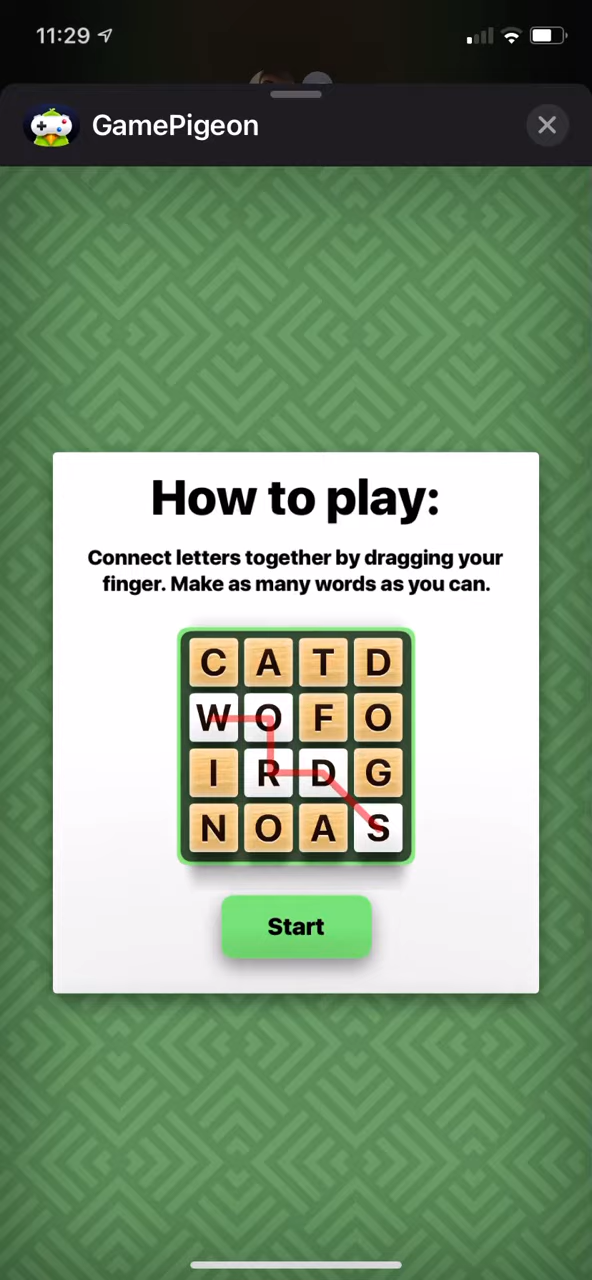 11:29
GamePigeon
How to play:
Connect letters together by dragging your
finger. Make as many words as you can.
C A T D
W O F O
I R D G
N O A S
Start